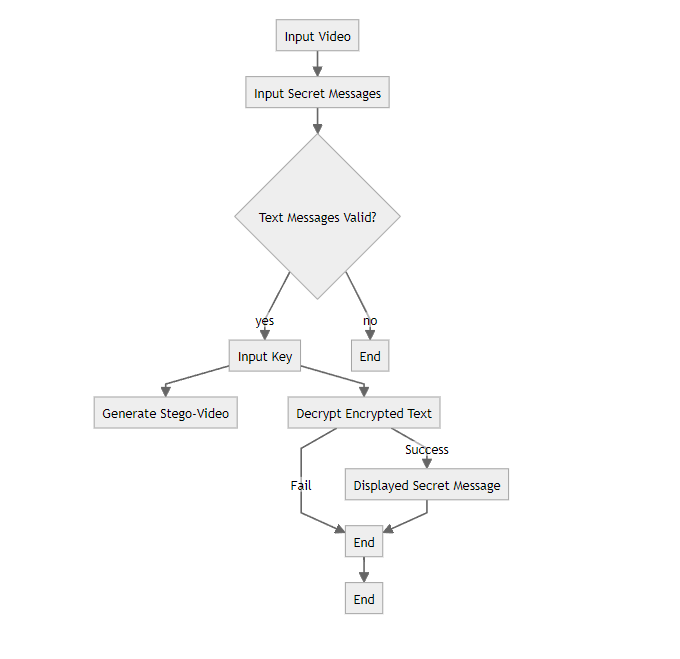 Input Video
Input Secret Messages
Text Messages Valid?
yes
no
Input Key
End
Generate Stego-Video
Decrypt Encrypted Text
Success
Fail
Displayed Secret Message
End
End